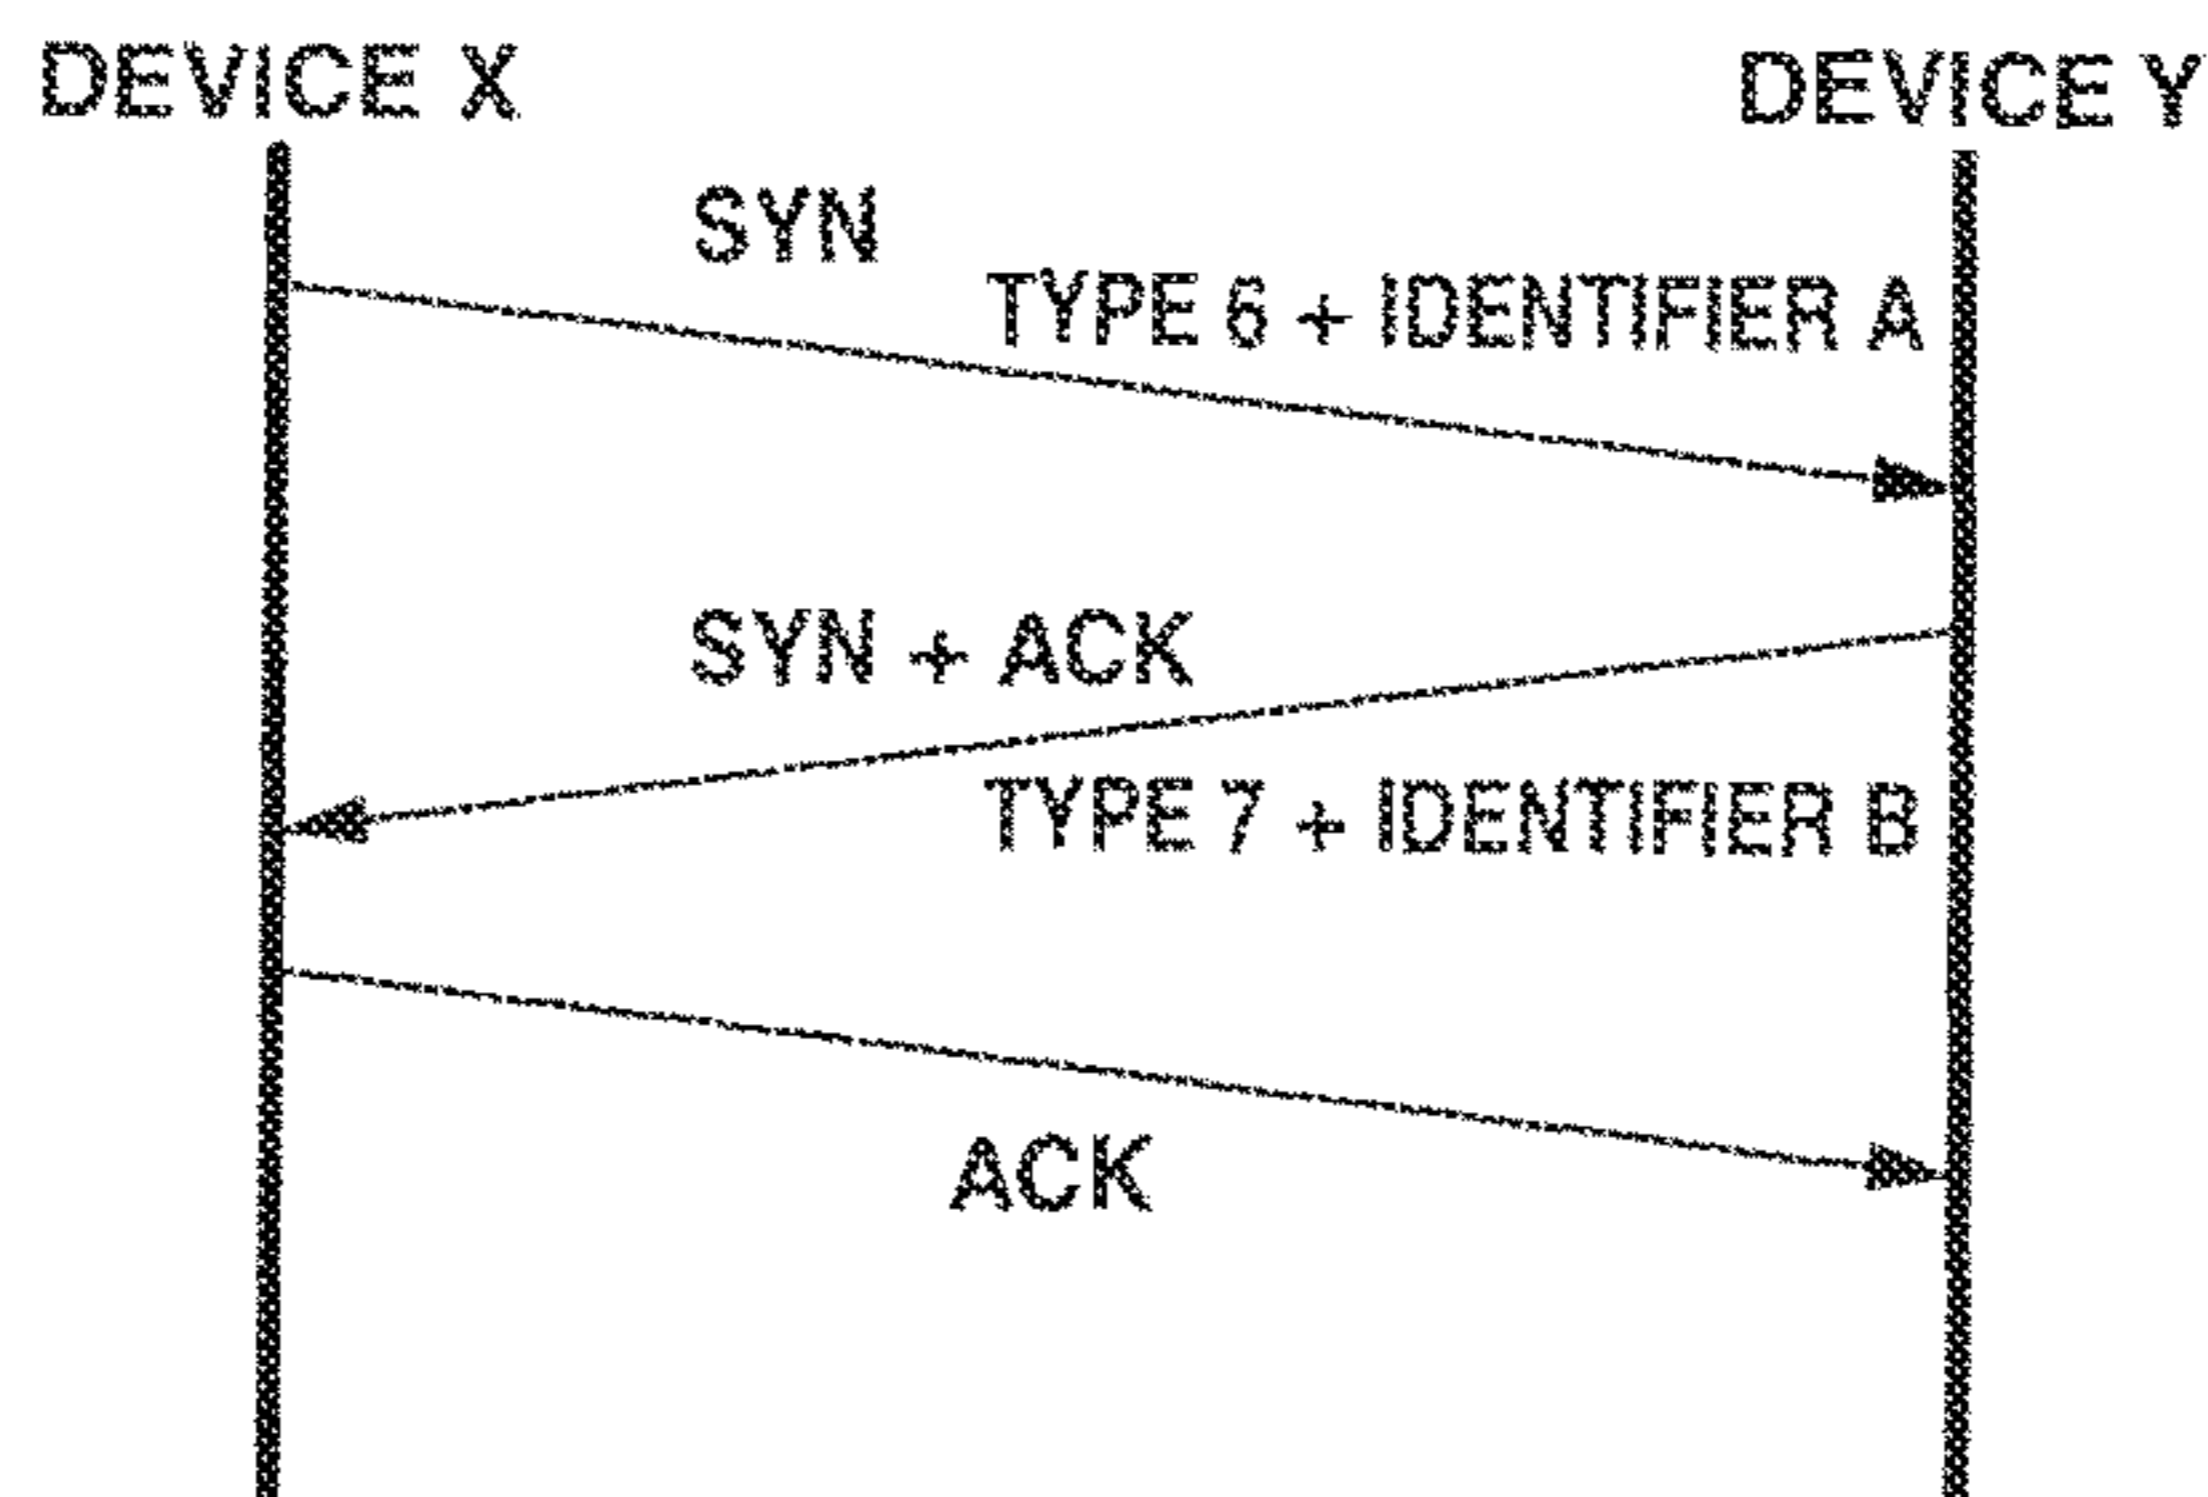 DEVICE X
DEVICE Y
SYN
TYPE 6 + IDENTIFIER A
SYN + ACK
TYPE 7 + IDENTIFIER B
ACK